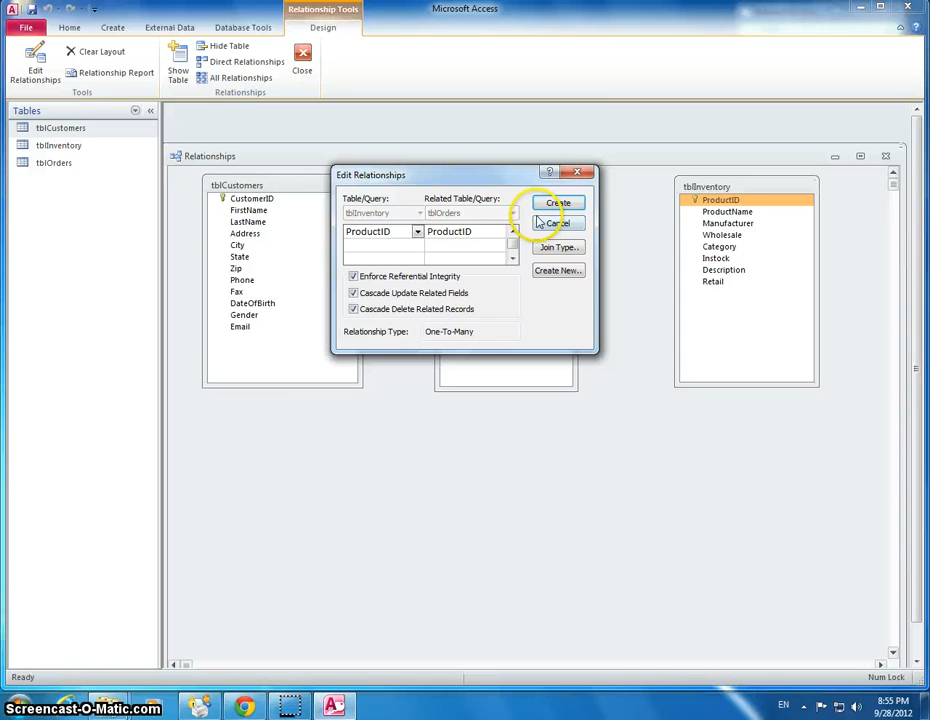 Relationship Tools
Microsoft Access
File
Home
Create
External Data
Database Tools
Design
Edit
Relationships
Clear Layout
Relationship Report
Tools
Show
Table
Hide Table
Direct Relationships
All Relationships
Close
Relationships
Tables
tblCustomers
tblInventory
tblOrders
Relationships
tblCustomers
CustomerID
FirstName
LastName
Address
City
State
Zip
Phone
Fax
DateOfBirth
Gender
Email
Edit Relationships
Table/Query:
Related Table/Query:
tblInventory
tblOrders
ProductID
ProductID
Create
Cancel
Join Type..
Create New..
Enforce Referential Integrity
Cascade Update Related Fields
Cascade Delete Related Records
Relationship Type:
One-To-Many
tblInventory
ProductID
ProductName
Manufacturer
Wholesale
Category
Instock
Description
Retail
Ready
Num Lock
Screencast-O-Matic.com
EN
8:55 PM
9/28/2012